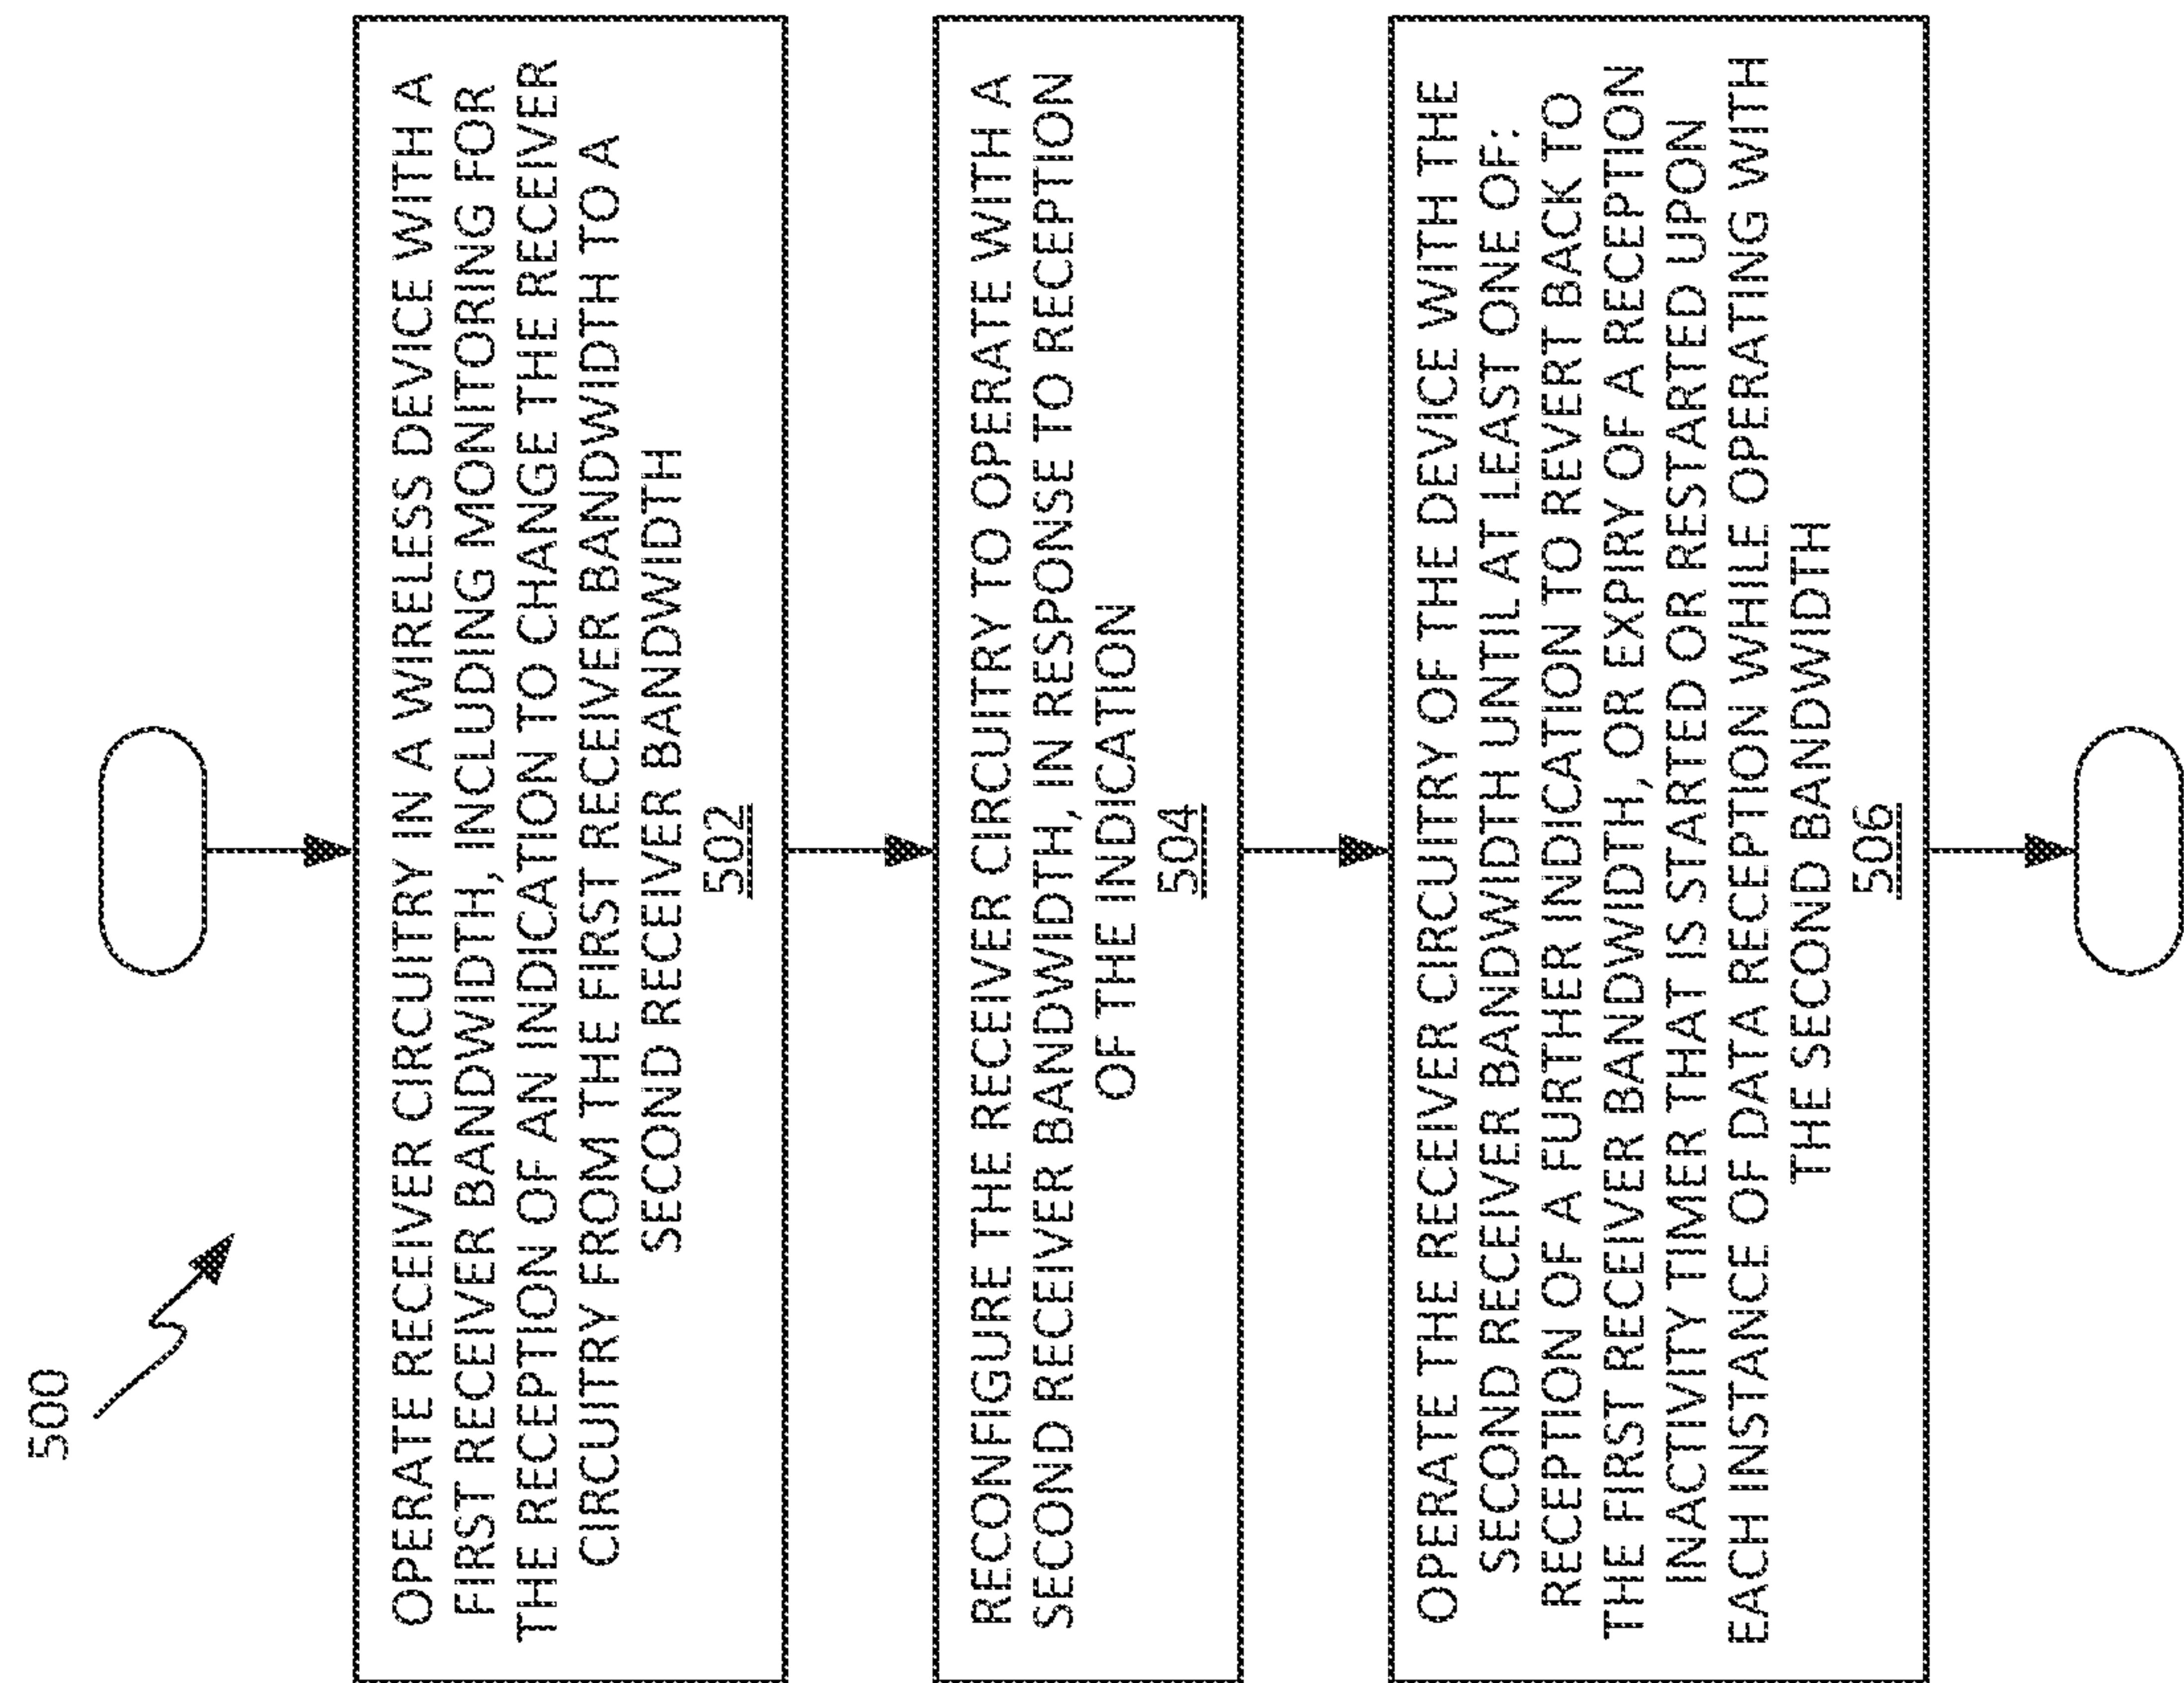 500
OPERATE RECEIVER CIRCUITRY IN A WIRELESS DEVICE WITH A
FIRST RECEIVER BANDWIDTH, INCLUDING MONITORING FOR
THE RECEPTION OF AN INDICATION TO CHANGE THE RECEIVER
CIRCUITRY FROM THE FIRST RECEIVER BANDWIDTH TO A
SECOND RECEIVER BANDWIDTH
502
RECONFIGURE THE RECEIVER CIRCUITRY TO OPERATE WITH A
SECOND RECEIVER BANDWIDTH, IN RESPONSE TO RECEPTION
OF THE INDICATION
504
OPERATE THE RECEIVER CIRCUITRY OF THE DEVICE WITH THE
SECOND RECEIVER BANDWIDTH UNTIL AT LEAST ONE OF:
RECEPTION OF A FURTHER INDICATION TO REVERT BACK TO
THE FIRST RECEIVER BANDWIDTH, OR EXPIRY OF A RECEPTION
INACTIVITY TIMER THAT IS STARTED OR RESTARTED UPON
EACH INSTANCE OF DATA RECEPTION WHILE OPERATING WITH
THE SECOND BANDWIDTH
506